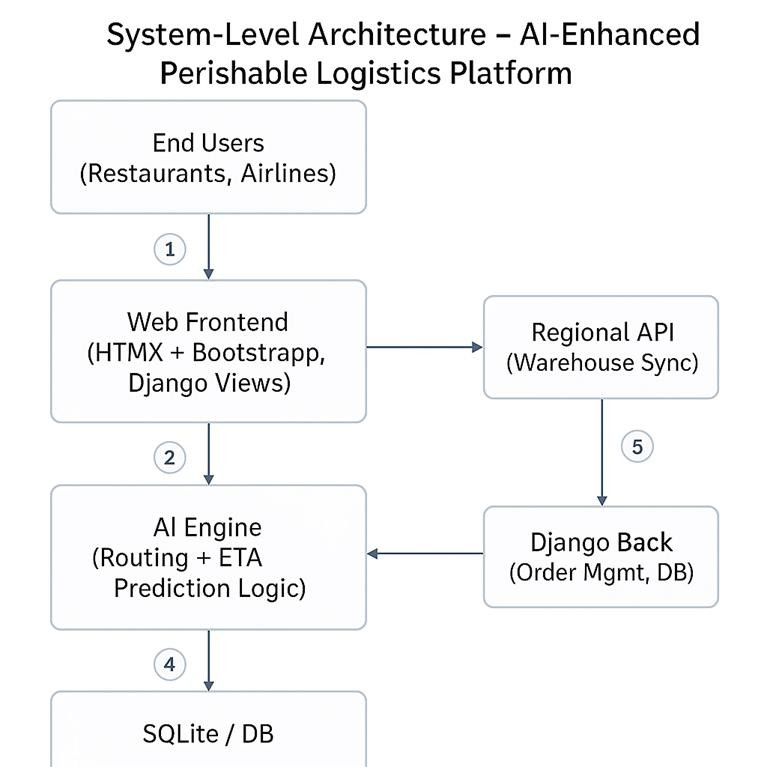 System-Level Architecture – AI-Enhanced
Perishable Logistics Platform
End Users
(Restaurants, Airlines)
1
Web Frontend
(HTMX + Bootstrapp,
Django Views)
Regional API
(Warehouse Sync)
2
5
AI Engine
(Routing + ETA
Prediction Logic)
Django Back
(Order Mgmt, DB)
4
SQLite / DB